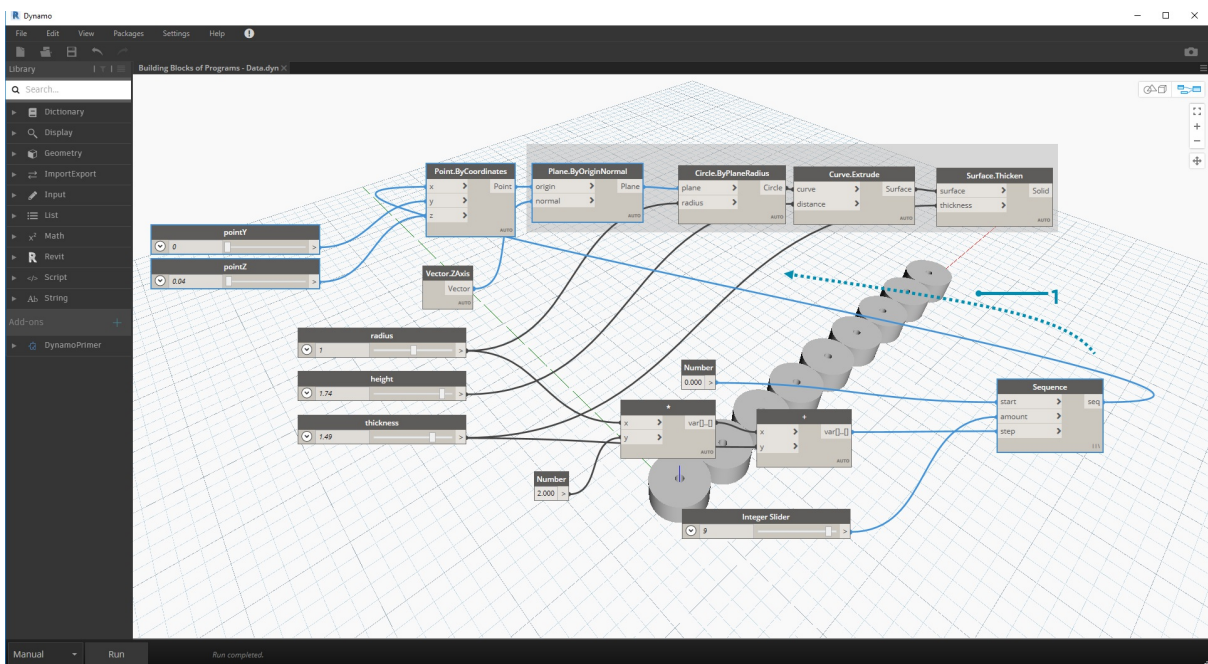 Dynamo
File Edit View Packages Settings Help
Library
Building Blocks of Programs - Data.dyn
Search...
Dictionary
Display
Geometry
ImportExport
Input
List
Math
Revit
Script
String
Add-ons
DynamoPrimer
Point.ByCoordinates
x > Point
y >
z >
AUTO
Plane.ByOriginNormal
origin > Plane
normal >
AUTO
Circle.ByPlaneRadius
plane > Circle
radius >
AUTO
Curve.Extrude
curve > Surface
distance >
AUTO
Surface.Thicken
surface > Solid
thickness >
AUTO
pointY
0 >
pointZ
0.04 >
Vector.ZAxis
Vector
AUTO
radius
1 >
height
1.74 >
thickness
1.49 >
1
Number
0.000 >
Sequence
start > seq
amount >
step >
*
x > var[]..[]
y >
AUTO
+
x > var[]..[]
y >
AUTO
Number
2.000 >
Integer Slider
9 >
Manual Run Run completed.